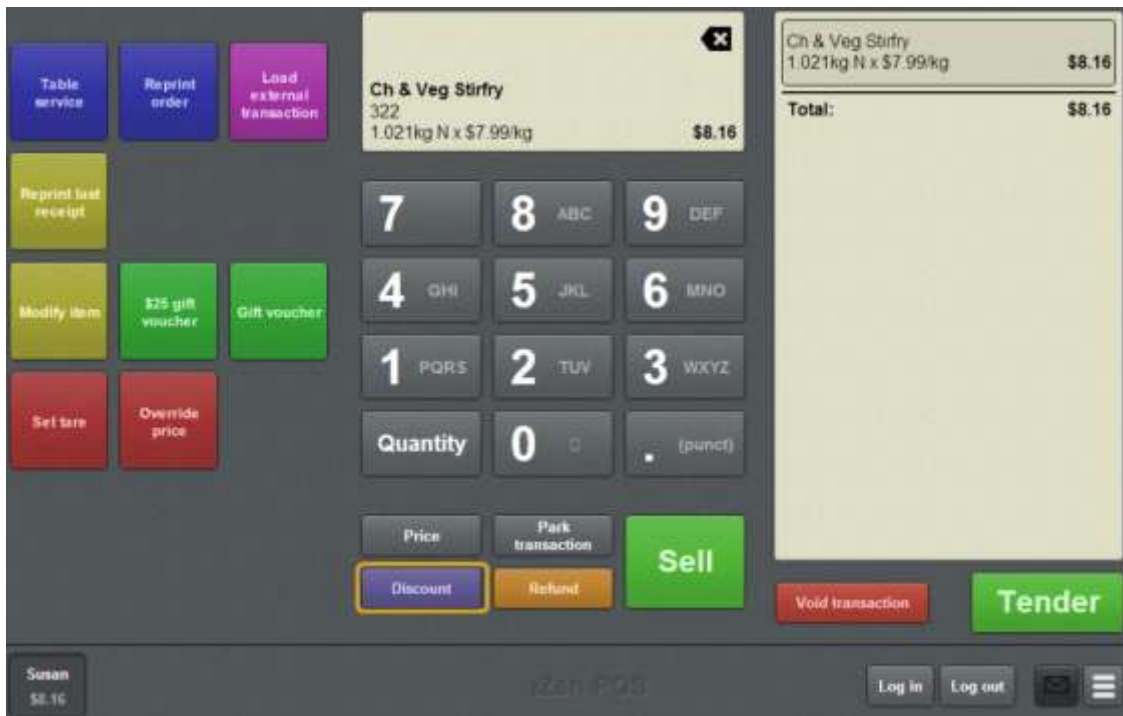 Table
service
Reprint
order
Load
external
transaction
Reprint last
receipt
Modify item
$25 gift
voucher
Gift voucher
Set tare
Override
price
Ch & Veg Stirfry
322
1.021kg N x $7.99/kg $8.16
7
8 ABC
9 DEF
4 GHI
5 JKL
6 MNO
1 PQRS
2 TUV
3 WXYZ
Quantity
0
. (punct)
Price
Park
transaction
Discount
Refund
Sell
Ch & Veg Stirfry
1.021kg N x $7.99/kg $8.16
Total: $8.16
Void transaction
Tender
Susan
$8.16
Log in
Log out